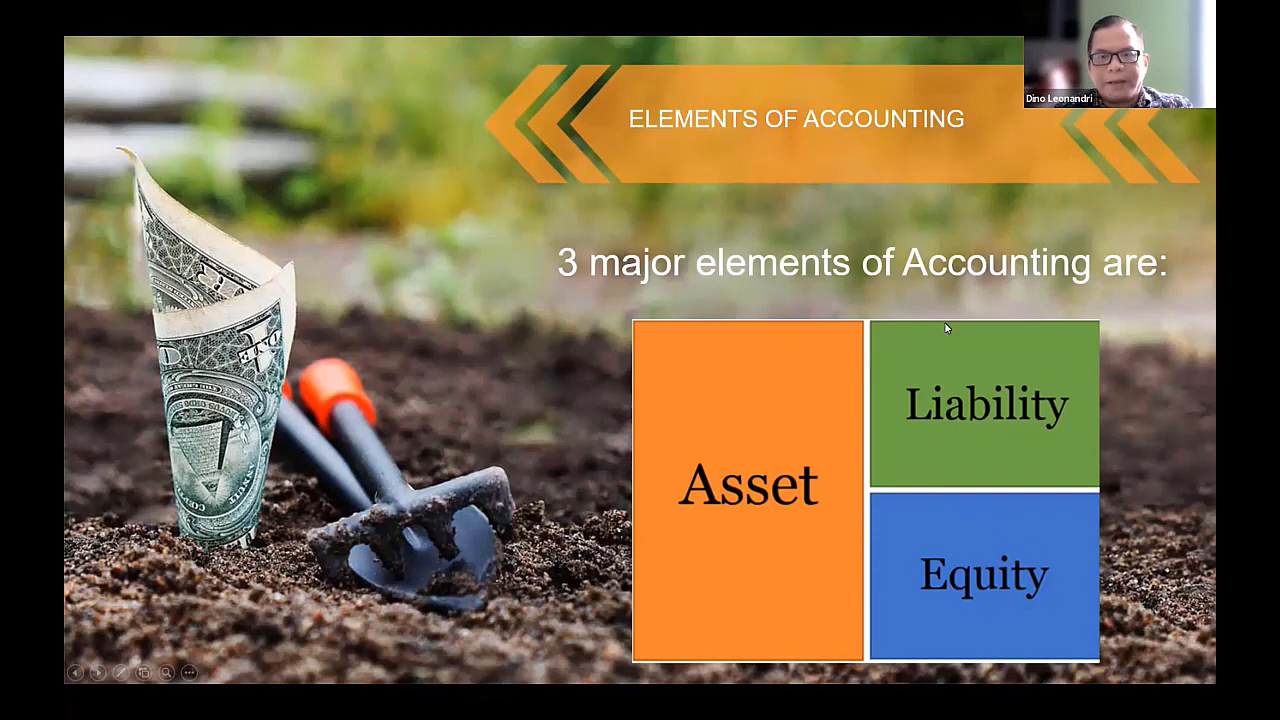 Dino Leonandri
ELEMENTS OF ACCOUNTING
3 major elements of Accounting are:
Asset
Liability
Equity